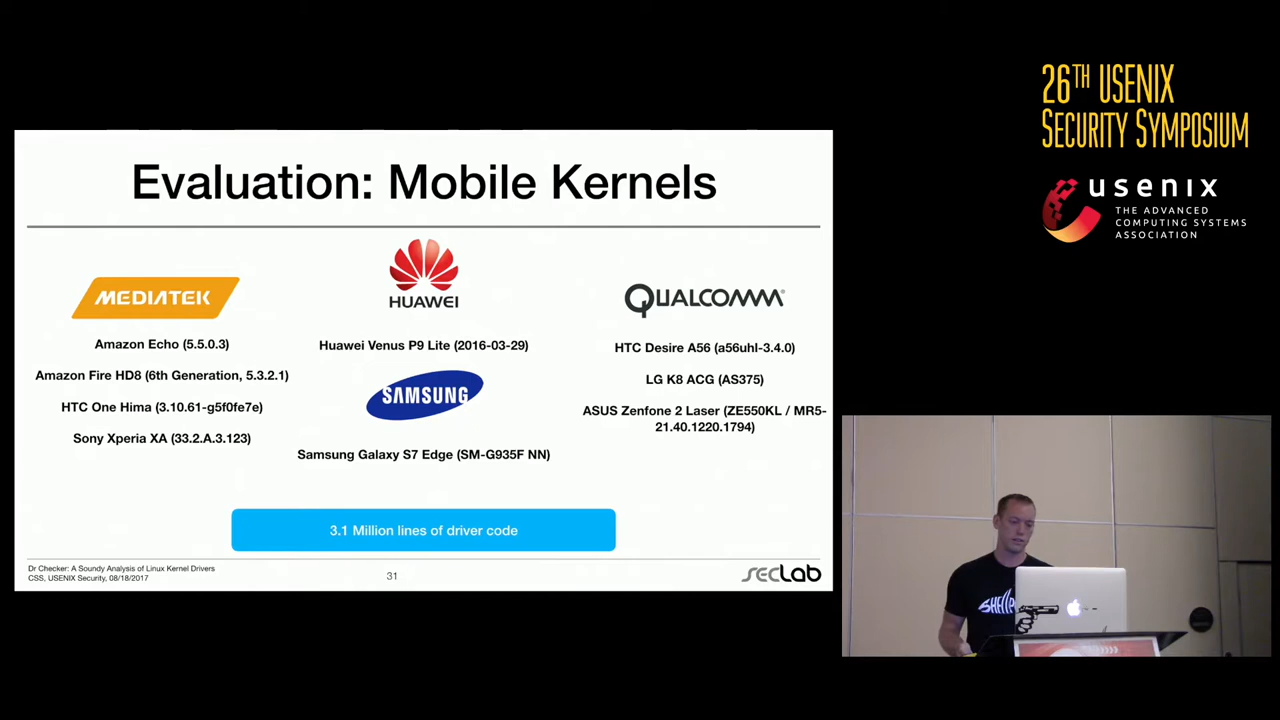 26TH USENIX
SECURITY SYMPOSIUM
usenix
THE ADVANCED
COMPUTING SYSTEMS
ASSOCIATION
Evaluation: Mobile Kernels
MEDIATEK
Amazon Echo (5.5.0.3)
Amazon Fire HD8 (6th Generation, 5.3.2.1)
HTC One Hima (3.10.61-g5f0fe7e)
Sony Xperia XA (33.2.A.3.123)
HUAWEI
Huawei Venus P9 Lite (2016-03-29)
SAMSUNG
Samsung Galaxy S7 Edge (SM-G935F NN)
QUALCOMM®
HTC Desire A56 (a56uhl-3.4.0)
LG K8 ACG (AS375)
ASUS Zenfone 2 Laser (ZE550KL / MR5-
21.40.1220.1794)
3.1 Million lines of driver code
Dr Checker: A Soundy Analysis of Linux Kernel Drivers
CSS, USENIX Security, 08/18/2017
31
secLab